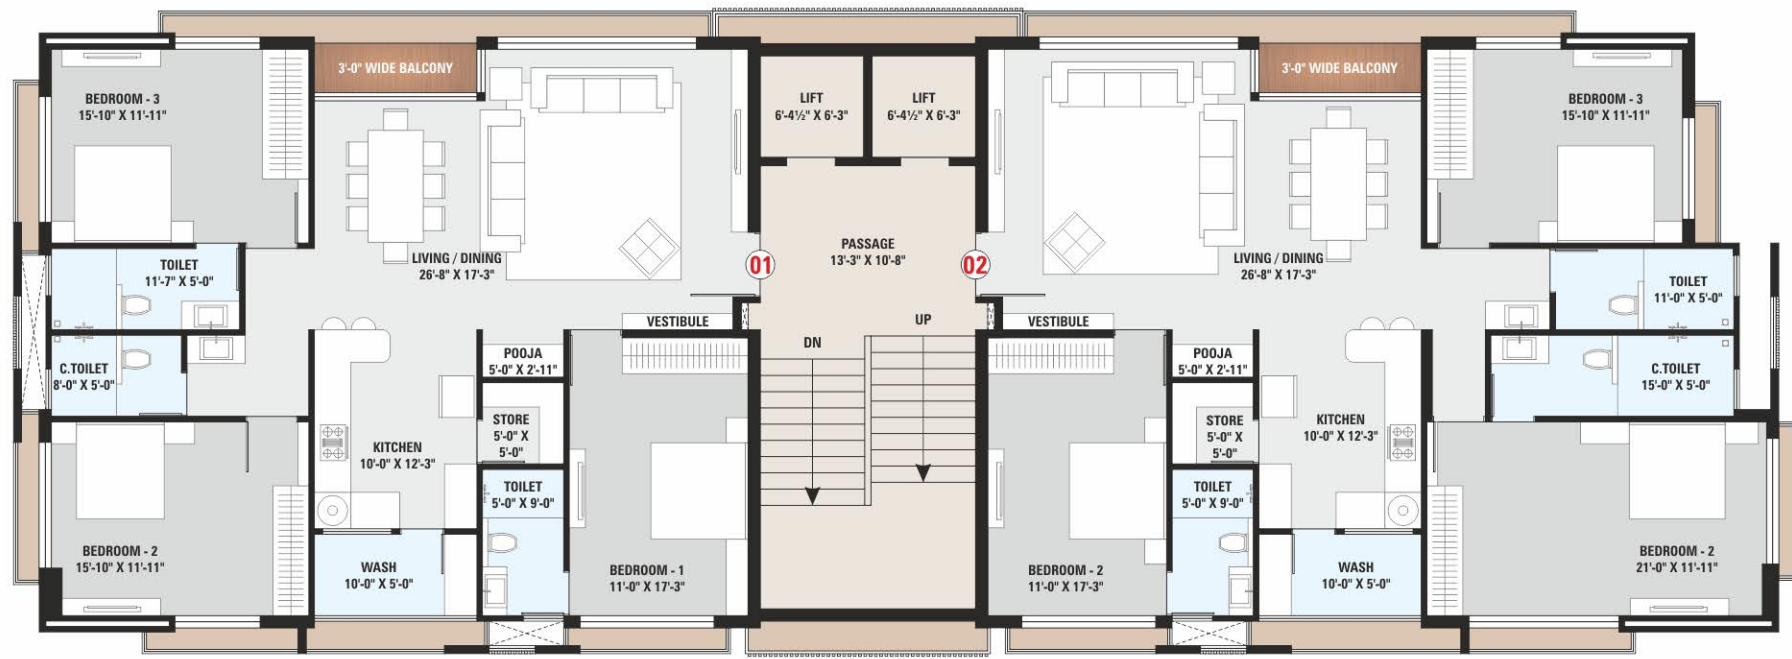 3'-0" WIDE BALCONY
BEDROOM - 3
15'-10" X 11'-11"
LIFT
6'-4½" X 6'-3"
LIFT
6'-4½" X 6'-3"
3'-0" WIDE BALCONY
BEDROOM - 3
15'-10" X 11'-11"
TOILET
11'-7" X 5'-0"
LIVING / DINING
26'-8" X 17'-3"
01
PASSAGE
13'-3" X 10'-8"
02
LIVING / DINING
26'-8" X 17'-3"
TOILET
11'-0" X 5'-0"
VESTIBULE
DN
UP
VESTIBULE
C.TOILET
8'-0" X 5'-0"
POOJA
5'-0" X 2'-11"
POOJA
5'-0" X 2'-11"
C.TOILET
15'-0" X 5'-0"
KITCHEN
10'-0" X 12'-3"
STORE
5'-0" X
5'-0"
STORE
5'-0" X
5'-0"
KITCHEN
10'-0" X 12'-3"
TOILET
5'-0" X 9'-0"
TOILET
5'-0" X 9'-0"
BEDROOM - 2
15'-10" X 11'-11"
WASH
10'-0" X 5'-0"
BEDROOM - 1
11'-0" X 17'-3"
BEDROOM - 2
11'-0" X 17'-3"
WASH
10'-0" X 5'-0"
BEDROOM - 2
21'-0" X 11'-11"